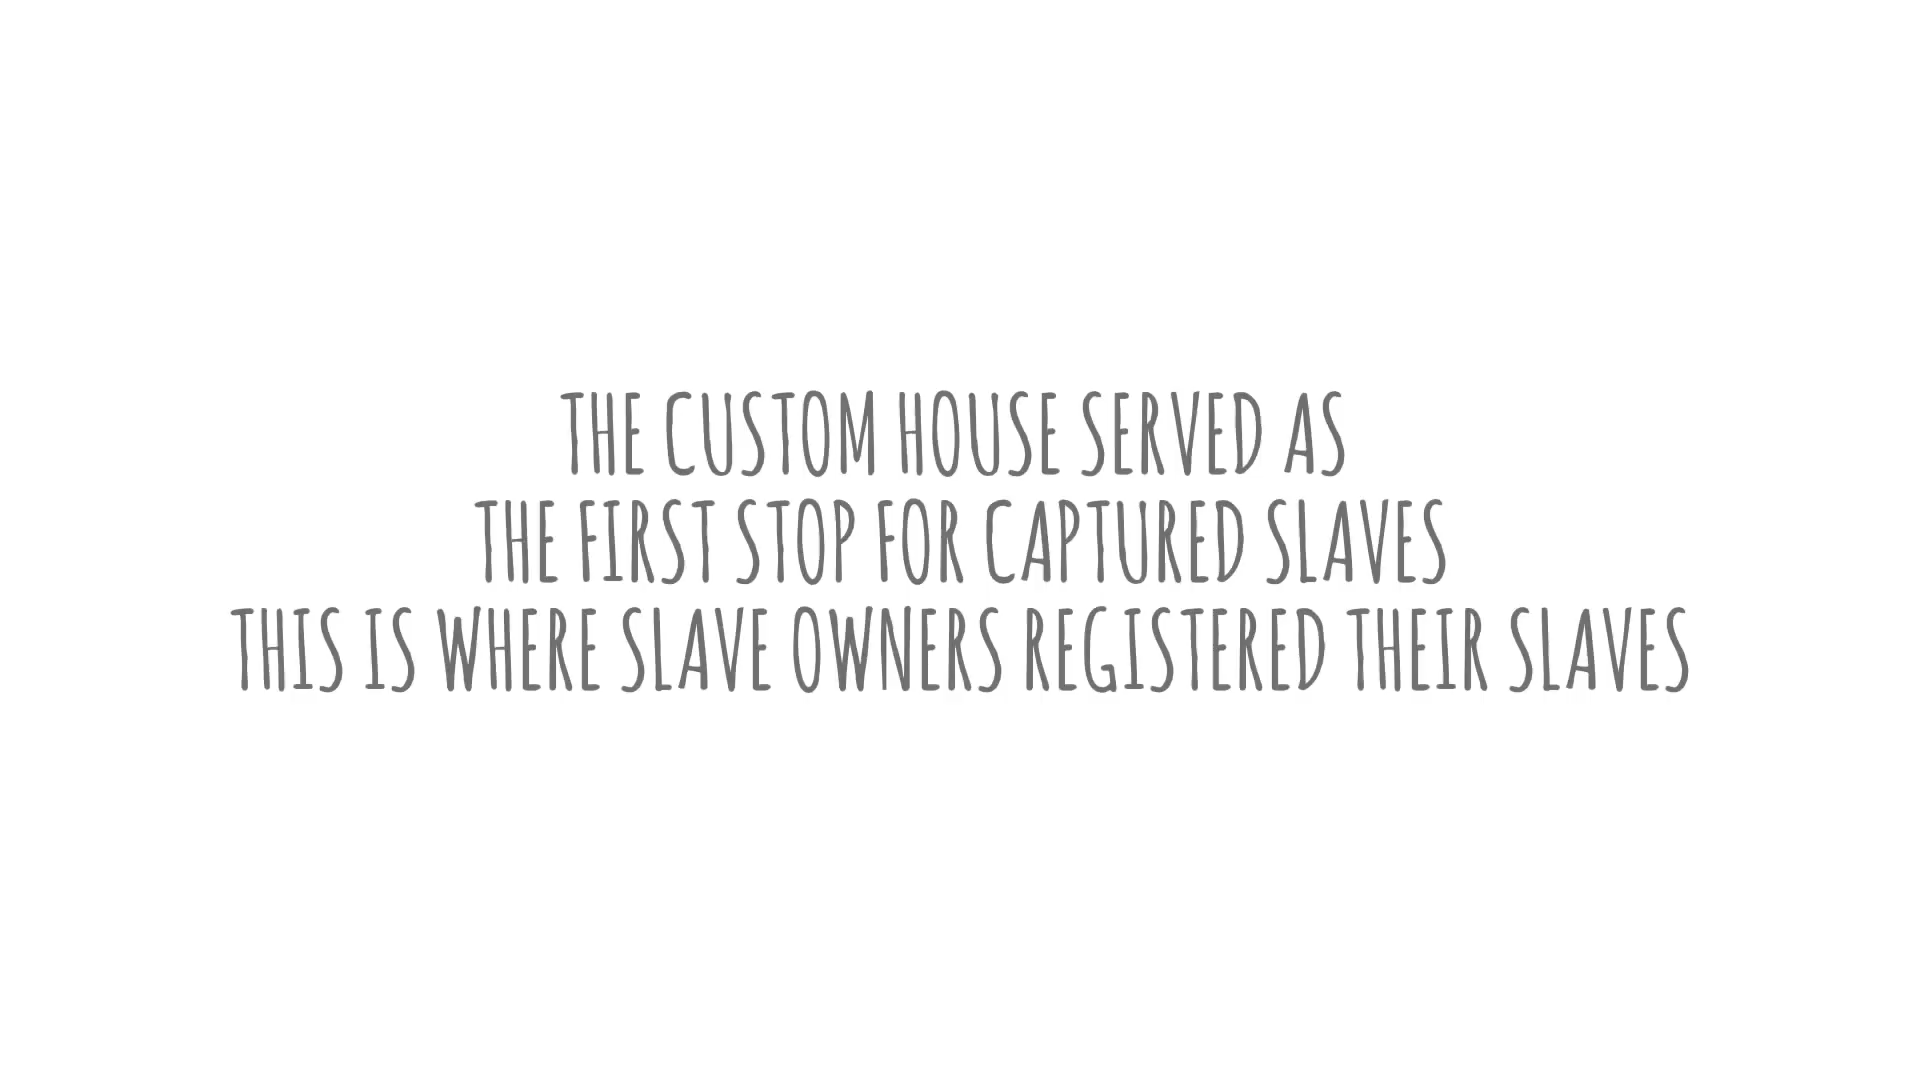 THE CUSTOM HOUSE SERVED AS
THE FIRST STOP FOR CAPTURED SLAVES
THIS IS WHERE SLAVE OWNERS REGISTERED THEIR SLAVES